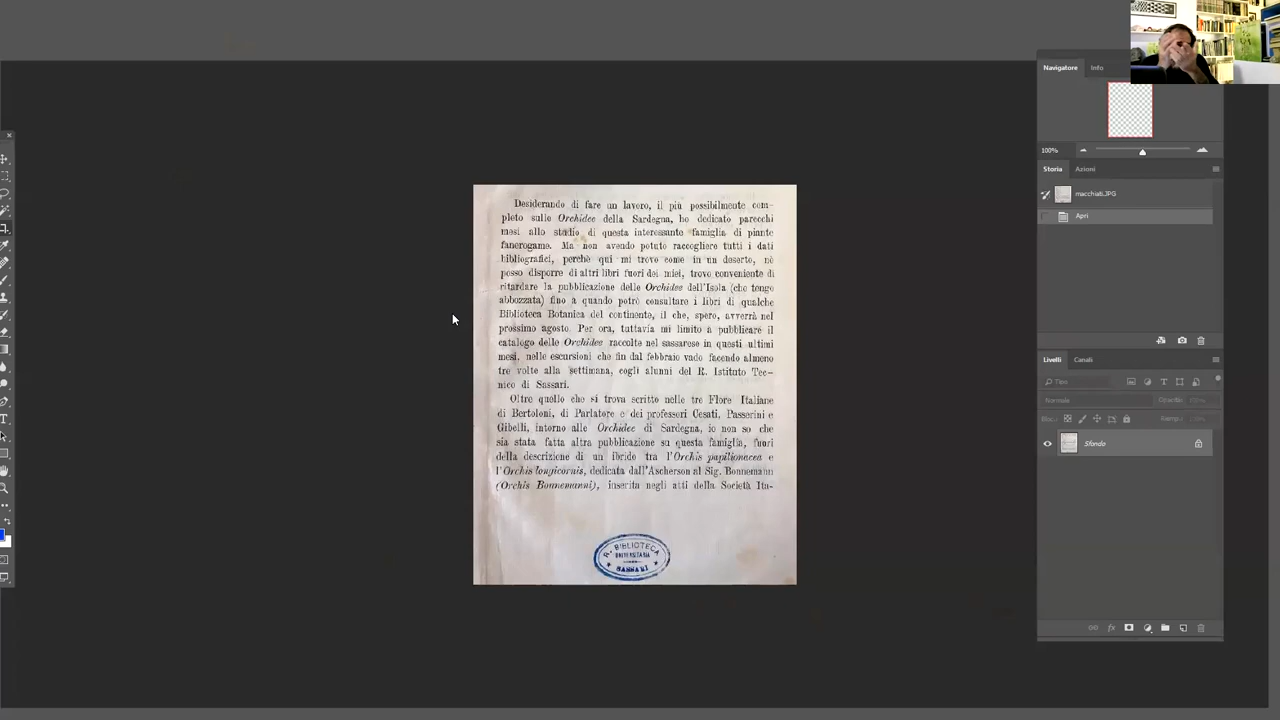 Navigatore Info
100%
Storia Azioni
macchiati.JPG
Apri
Livelli Canali
Tipo
Normale Opacità:
Bloc.:
Sfondo
Desiderando di fare un lavoro, il più possibilmente com-
pleto sulle Orchidee della Sardegna, ho dedicato parecchi
mesi allo studio di questa interessante famiglia di piante
fanerogame. Ma non avendo potuto raccogliere tutti i dati
bibliografici, perchè qui mi trovo come in un deserto, nè
posso disporre di altri libri fuori dei miei, trovo conveniente di
ritardare la pubblicazione delle Orchidee dell'Isola (che tengo
abbozzata) fino a quando potrò consultare i libri di qualche
Biblioteca Botanica del continente, il che, spero, avverrà nel
prossimo agosto. Per ora, tuttavia mi limito a pubblicare il
catalogo delle Orchidee raccolte nel sassarese in questi ultimi
mesi, nelle escursioni che fin dal febbraio vado facendo almeno
tre volte alla settimana, cogli alunni del R. Istituto Tec-
nico di Sassari.
Oltre quello che si trova scritto nelle tre Flore Italiane
di Bertoloni, di Parlatore e dei professori Cesati, Passerini e
Gibelli, intorno alle Orchidee di Sardegna, io non so che
sia stata fatta altra pubblicazione su questa famiglia, fuori
della descrizione di un ibrido tra l'Orchis papilionacea e
l'Orchis longicornis, dedicata dall'Ascherson al Sig. Bonnemann
(Orchis Bonnemanni), inserita negli atti della Società Ita-
R. BIBLIOTECA
UNIVERSITARIA
SASSARI